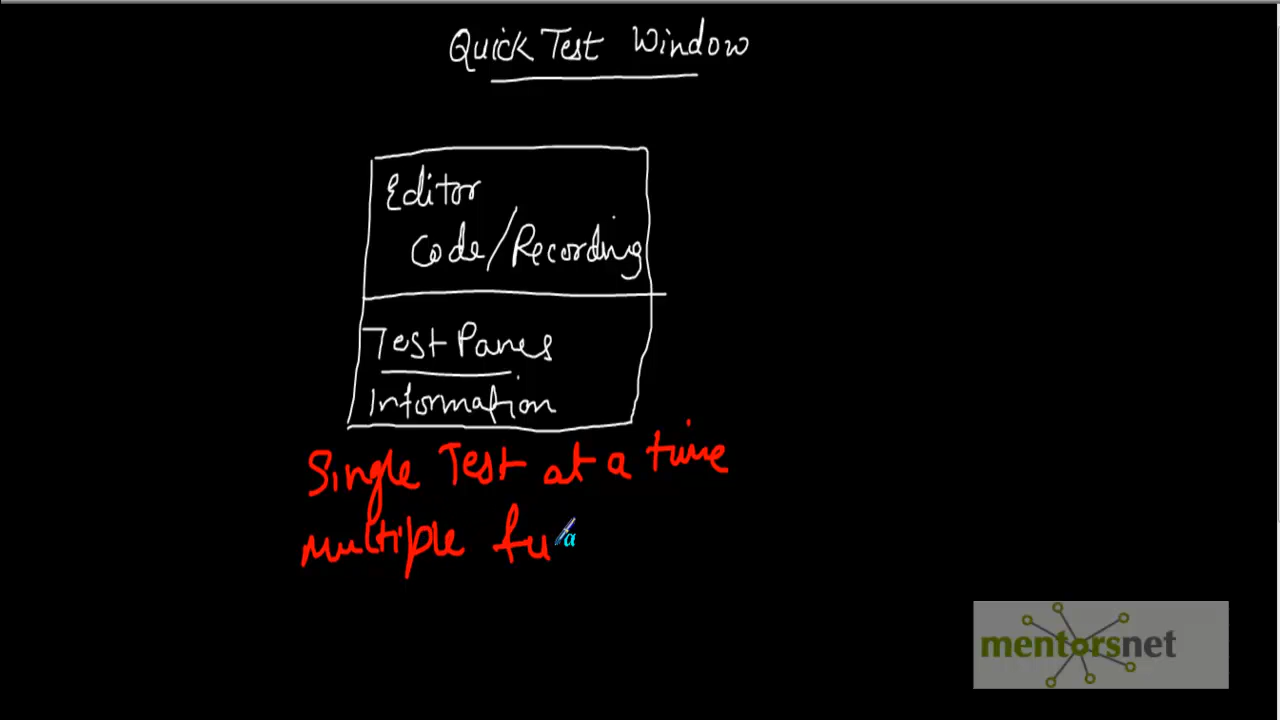 Quick Test Window
Editor
Code/Recording
Test Panes
Information
Single Test at a time
multiple fu
mentorsnet